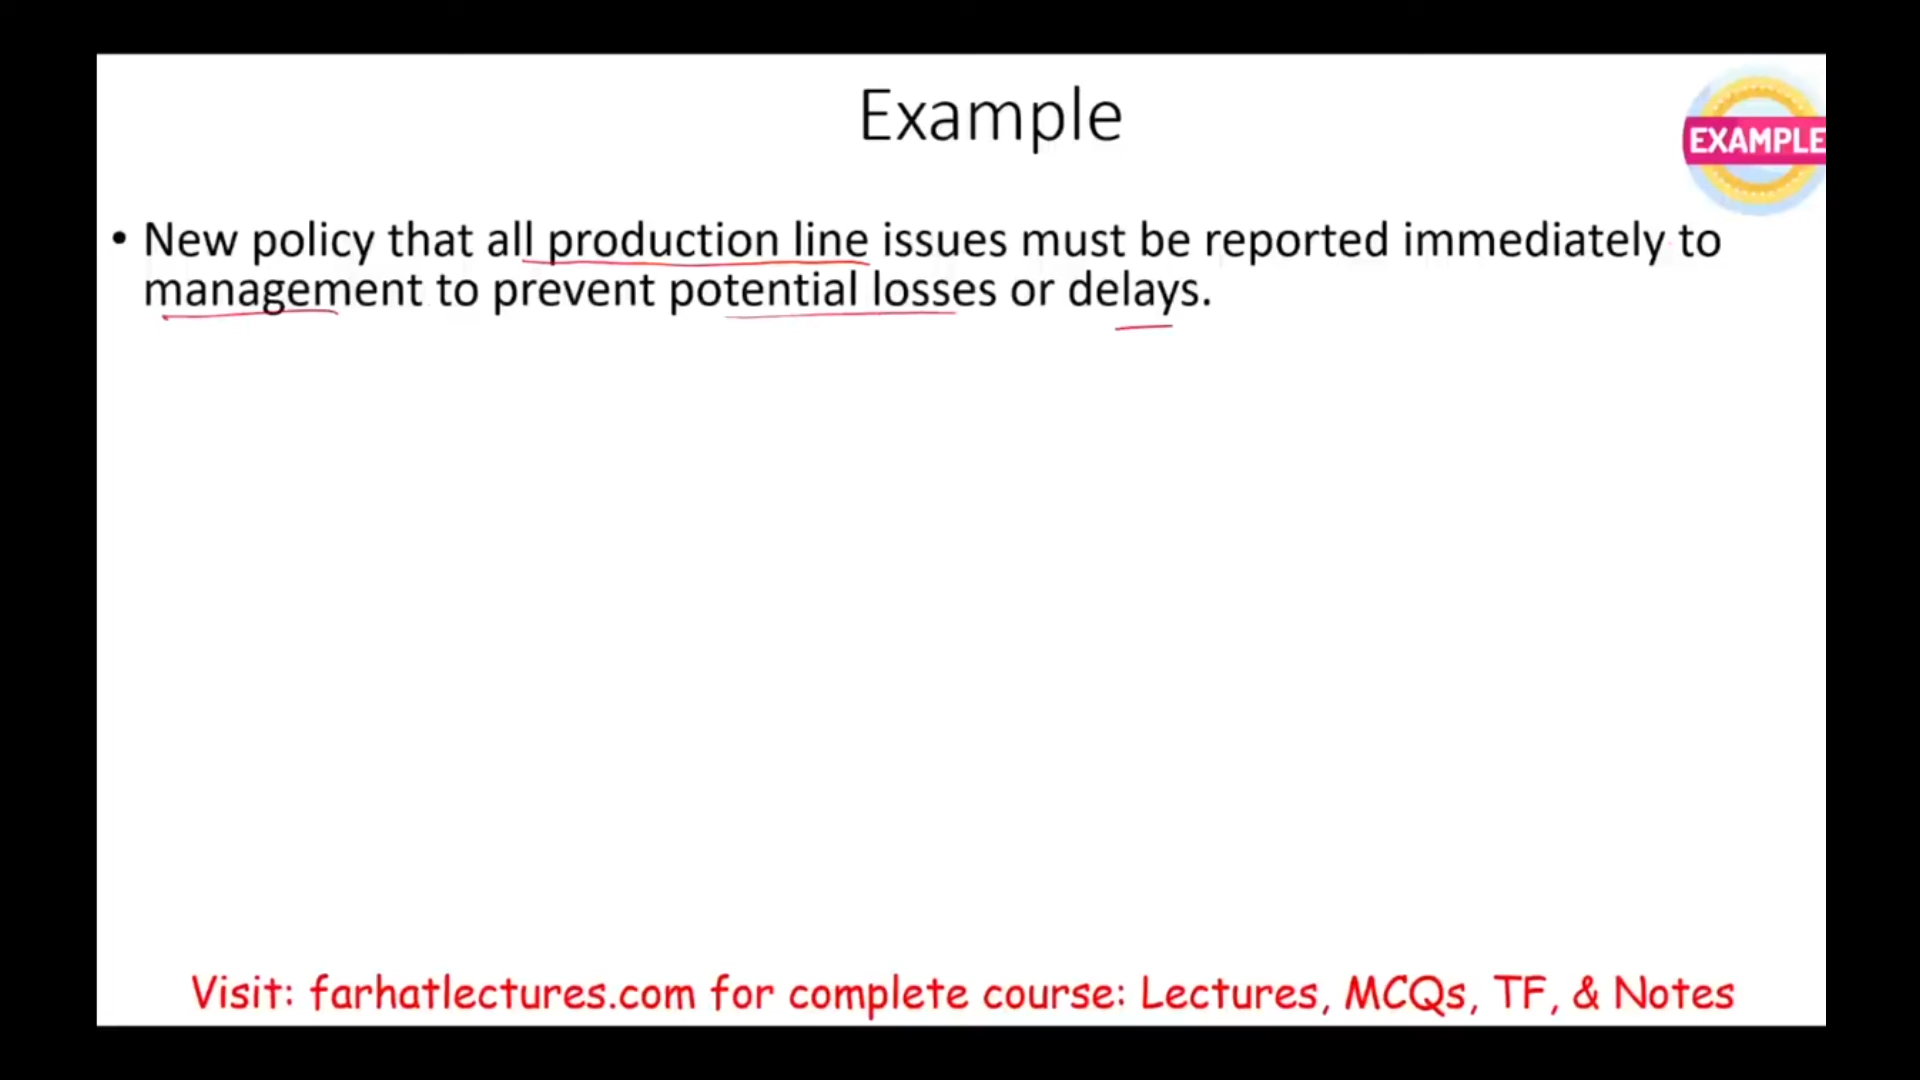 Example
EXAMPLE
• New policy that all production line issues must be reported immediately to
management to prevent potential losses or delays.
Visit: farhatlectures.com for complete course: Lectures, MCQs, TF, & Notes